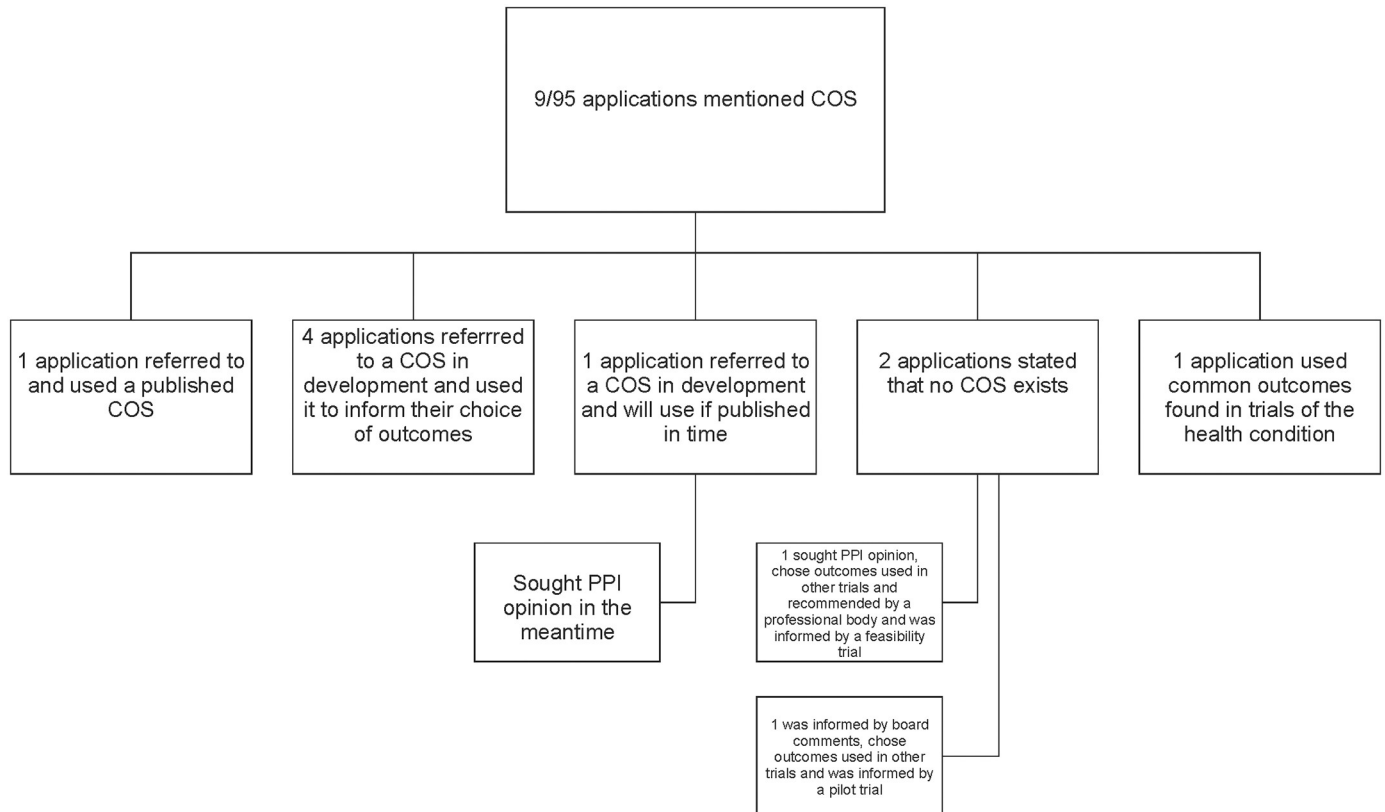 9/95 applications mentioned COS
1 application referred to
and used a published
COS
4 applications referrred
to a COS in
development and used
it to inform their choice
of outcomes
1 application referred to
a COS in development
and will use if published
in time
2 applications stated
that no COS exists
1 application used
common outcomes
found in trials of the
health condition
Sought PPI
opinion in the
meantime
1 sought PPI opinion,
chose outcomes used in
other trials and
recommended by a
professional body and was
informed by a feasibility
trial
1 was informed by board
comments, chose
outcomes used in other
trials and was informed by
a pilot trial